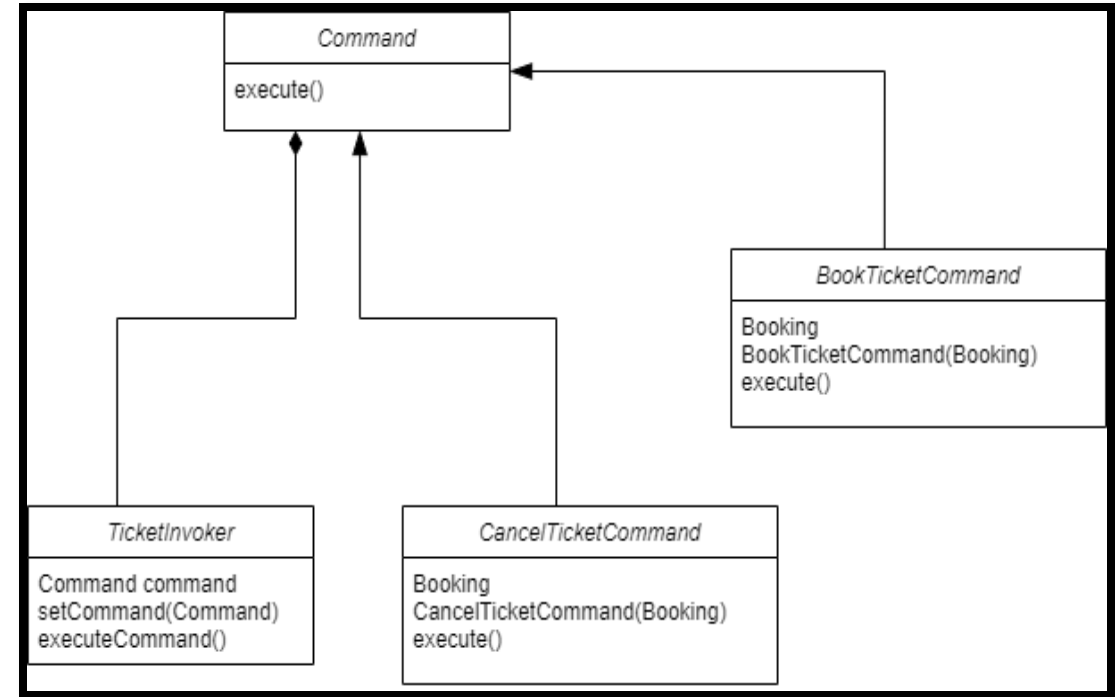 Command
execute()
BookTicketCommand
Booking
BookTicketCommand(Booking)
execute()
TicketInvoker
Command command
setCommand(Command)
executeCommand()
CancelTicketCommand
Booking
CancelTicketCommand(Booking)
execute()